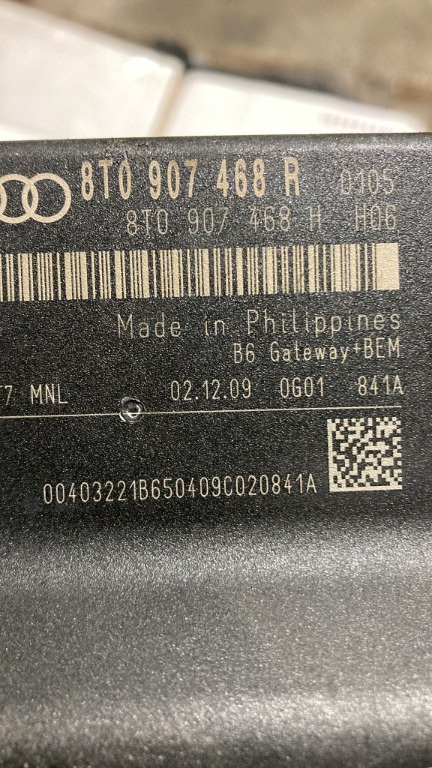 8T0 907 468 R 0105
8T0 907 468 H H06
Made in Philippines
B6 Gateway+BEM
7 MNL 02.12.09 0G01 841A
00403221B650409C020841A